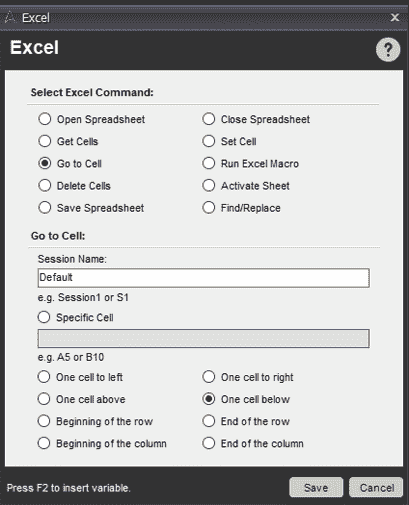 Excel
Excel
?
Select Excel Command:
Open Spreadsheet Close Spreadsheet
Get Cells Set Cell
Go to Cell Run Excel Macro
Delete Cells Activate Sheet
Save Spreadsheet Find/Replace
Go to Cell:
Session Name:
Default
e.g. Session1 or S1
Specific Cell
e.g. A5 or B10
One cell to left One cell to right
One cell above One cell below
Beginning of the row End of the row
Beginning of the column End of the column
Press F2 to insert variable. Save Cancel